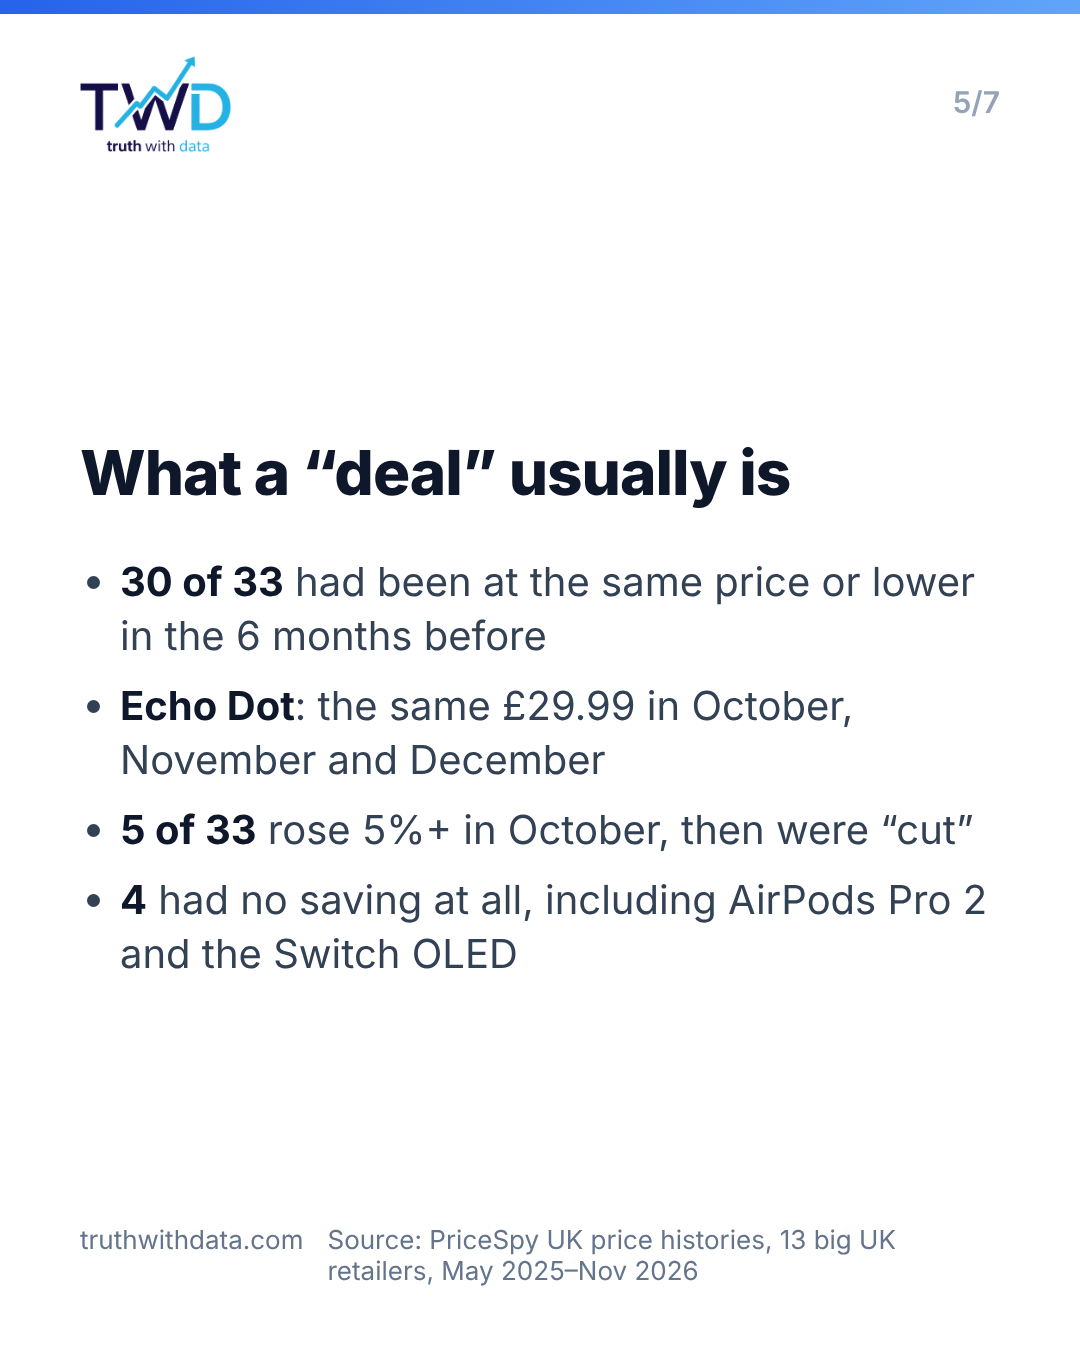 TWD
truth with data
5/7
What a “deal” usually is
• 30 of 33 had been at the same price or lower
in the 6 months before
• Echo Dot: the same £29.99 in October,
November and December
• 5 of 33 rose 5%+ in October, then were “cut”
• 4 had no saving at all, including AirPods Pro 2
and the Switch OLED
truthwithdata.com
Source: PriceSpy UK price histories, 13 big UK
retailers, May 2025–Nov 2026